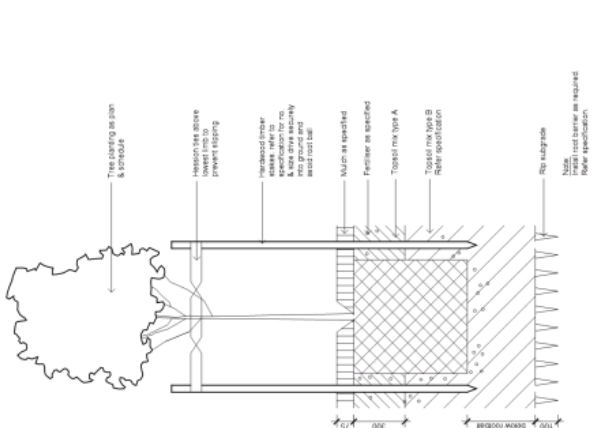 Tree planting as plan
& schedule
Hessian ties above
lowest limb to
prevent slipping
Hardwood timber
stakes, refer to
specification for no.
& size drive securely
into ground and
avoid root ball
Mulch as specified
Fertiliser as specified
Topsoil mix type A
Topsoil mix type B
Refer specification
Rip subgrade
Note
Install root barrier as required.
Refer specification.
75
300
below rootball
100